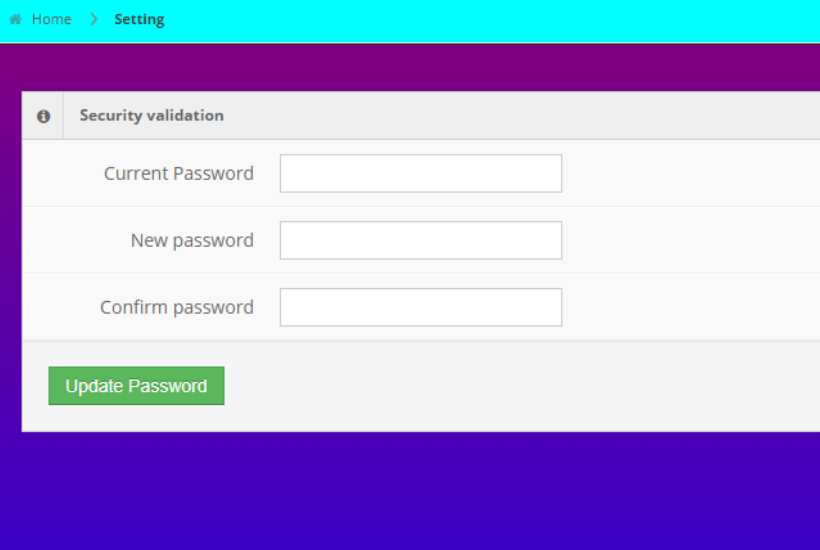 Home > Setting
Security validation
Current Password
New password
Confirm password
Update Password